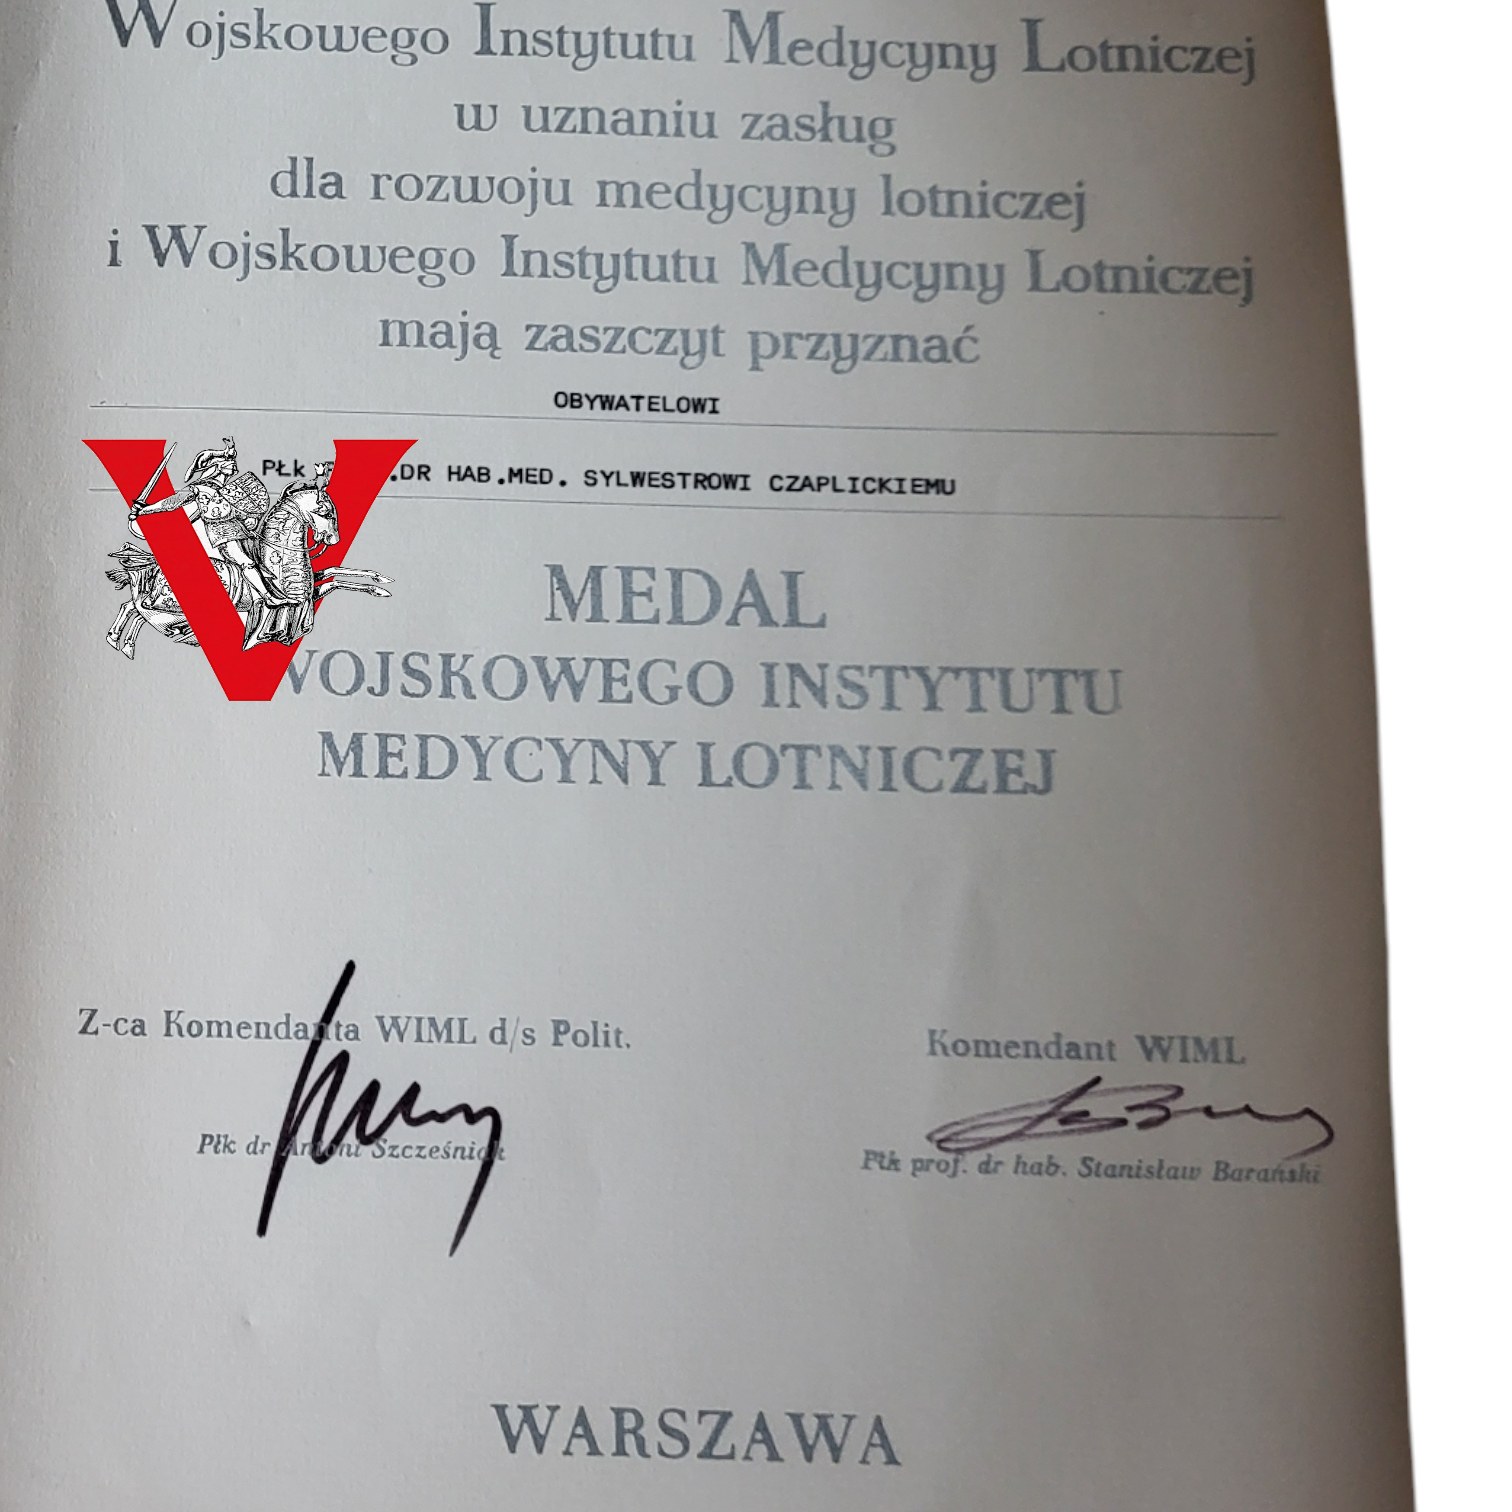 Wojskowego Instytutu Medycyny Lotniczej
w uznaniu zasług
dla rozwoju medycyny lotniczej
i Wojskowego Instytutu Medycyny Lotniczej
mają zaszczyt przyznać
OBYWATELOWI
PŁk .DR HAB.MED. SYLWESTROWI CZAPLICKIEMU
MEDAL
WOJSKOWEGO INSTYTUTU
MEDYCYNY LOTNICZEJ
Z-ca Komendanta WIML d/s Polit.
Komendant WIML
Płk dr Antoni Szcześniak
Płk prof. dr hab. Stanisław Barański
WARSZAWA